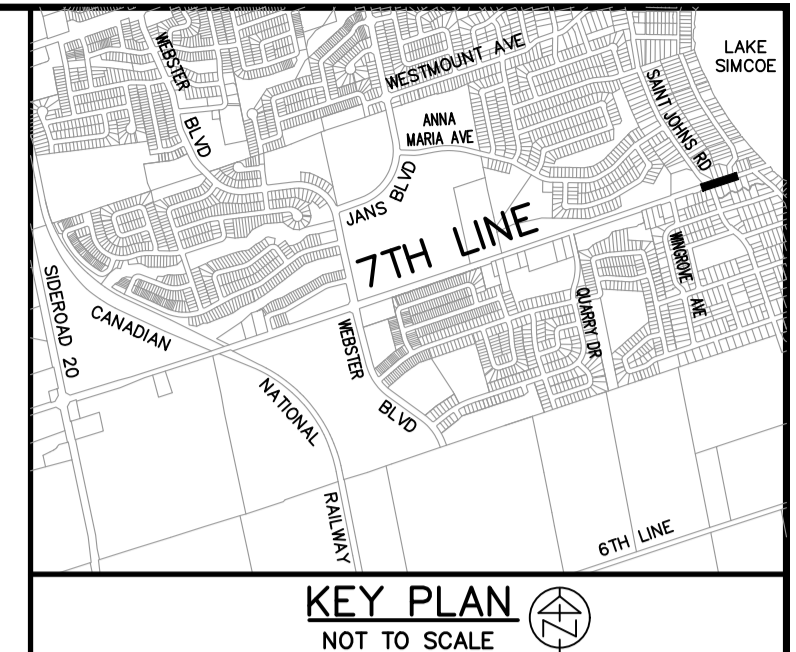 WEBSTER
BLVD
WESTMOUNT AVE
LAKE
SIMCOE
ANNA
MARIA AVE
SAINT JOHNS RD
JANS BLVD
7TH LINE
WINGROVE AVE
SIDEROAD 20
CANADIAN
NATIONAL
RAILWAY
WEBSTER
BLVD
QUARRY DR
6TH LINE
KEY PLAN
N
NOT TO SCALE